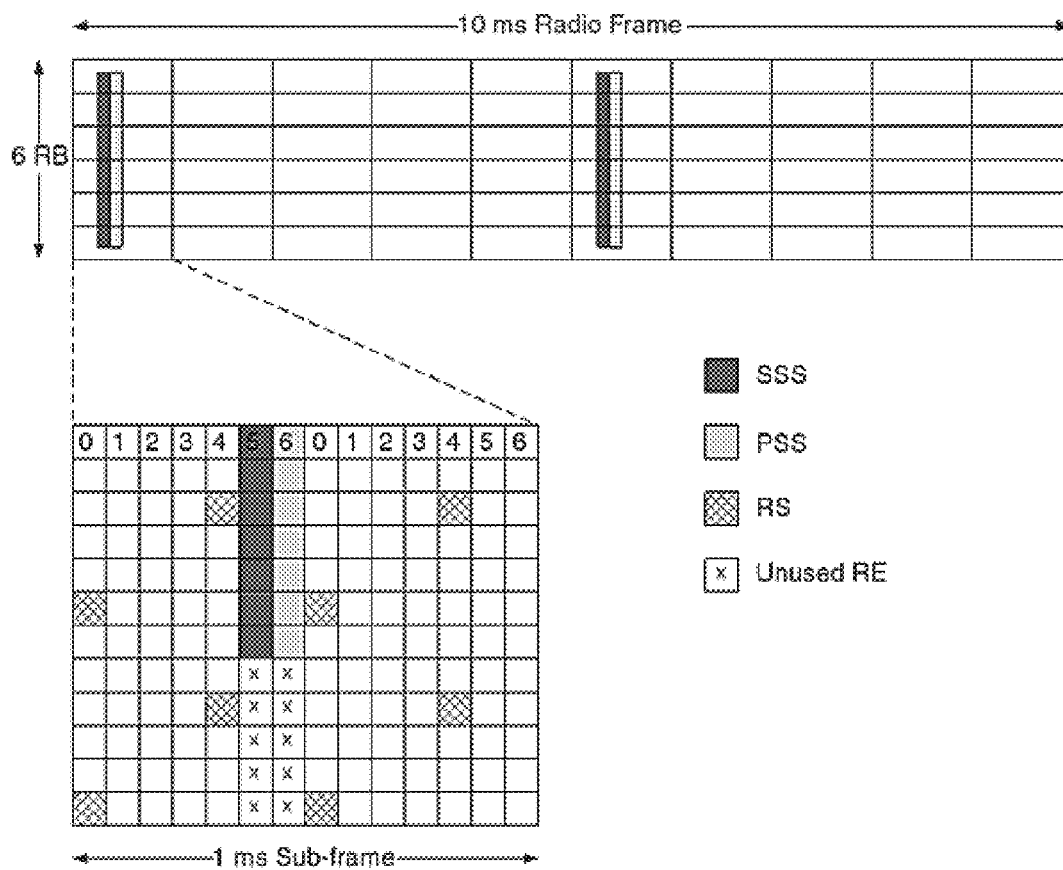 10 ms Radio Frame
6 RB
SSS
PSS
RS
x Unused RE
0 1 2 3 4 5 6 0 1 2 3 4 5 6
x x
x x
x x
x x
x x
1 ms Sub-frame